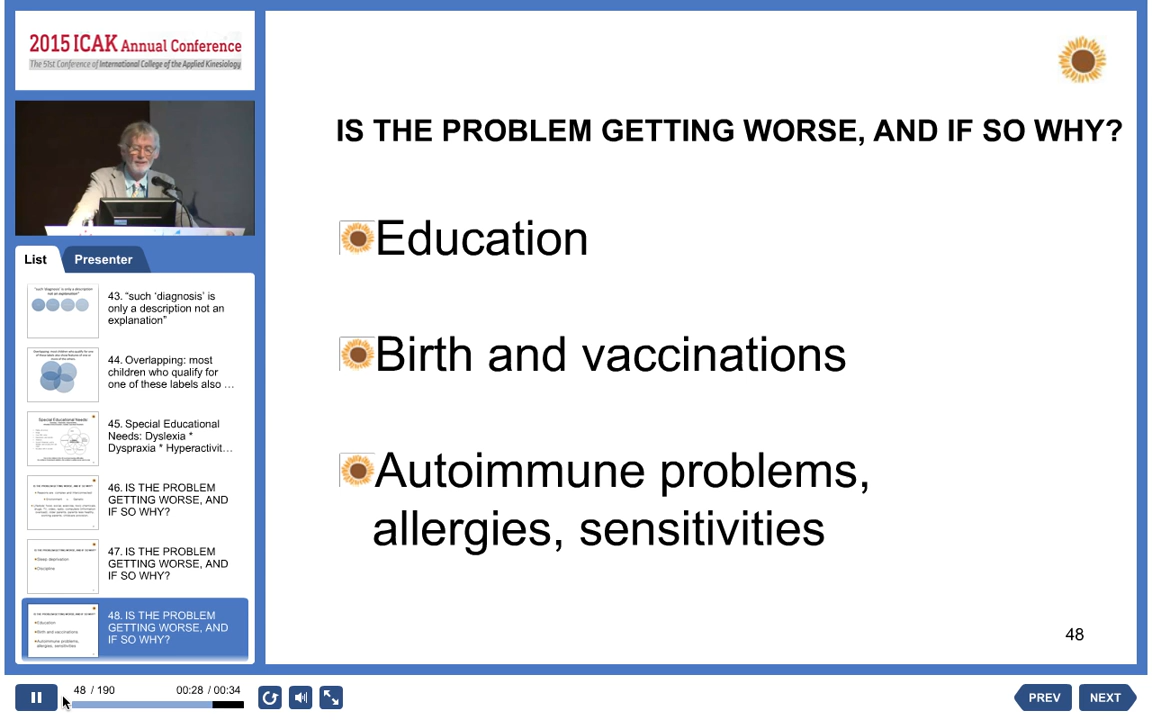 2015 ICAK Annual Conference
The 51st Conference of International College of the Applied Kinesiology
IS THE PROBLEM GETTING WORSE, AND IF SO WHY?
Education
Birth and vaccinations
Autoimmune problems,
allergies, sensitivities
48
List
Presenter
43. “such ‘diagnosis’ is
only a description not an
explanation”
44. Overlapping: most
children who qualify for
one of these labels also …
45. Special Educational
Needs: Dyslexia *
Dyspraxia * Hyperactivit…
46. IS THE PROBLEM
GETTING WORSE, AND
IF SO WHY?
47. IS THE PROBLEM
GETTING WORSE, AND
IF SO WHY?
48. IS THE PROBLEM
GETTING WORSE, AND
IF SO WHY?
48 / 190
00:28 / 00:34
PREV
NEXT